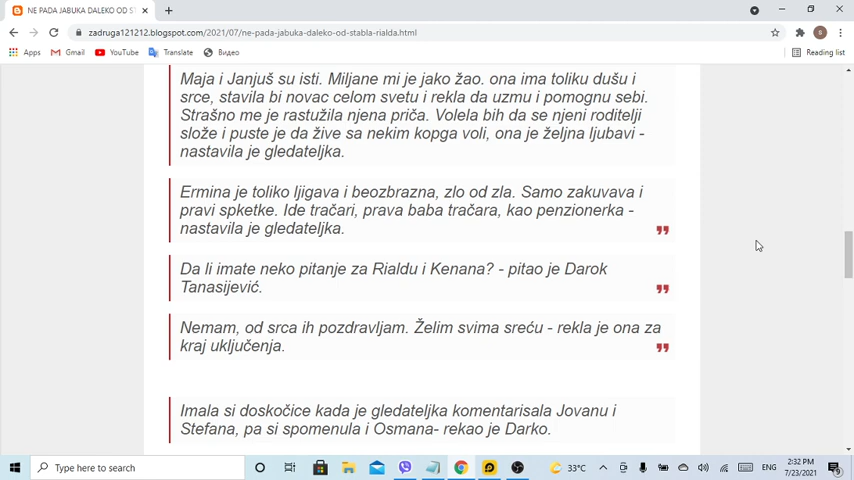 NE PADA JABUKA DALEKO OD ST
zadruga121212.blogspot.com/2021/07/ne-pada-jabuka-daleko-od-stabla-rialda.html
B
Apps Gmail YouTube Translate Видео Reading list
Maja i Janjuš su isti. Miljane mi je jako žao. ona ima toliku dušu i
srce, stavila bi novac celom svetu i rekla da uzmu i pomognu sebi.
Strašno me je rastužila njena priča. Volela bih da se njeni roditelji
slože i puste je da žive sa nekim kopga voli, ona je željna ljubavi -
nastavila je gledateljka.
Ermina je toliko ljigava i beozbrazna, zlo od zla. Samo zakuvava i
pravi spketke. Ide tračari, prava baba tračara, kao penzionerka -
nastavila je gledateljka.
Da li imate neko pitanje za Rialdu i Kenana? - pitao je Darok
Tanasijević.
Nemam, od srca ih pozdravljam. Želim svima sreću - rekla je ona za
kraj uključenja.
Imala si doskočice kada je gledateljka komentarisala Jovanu i
Stefana, pa si spomenula i Osmana- rekao je Darko.
Type here to search
33°C
ENG
2:32 PM
7/23/2021
9